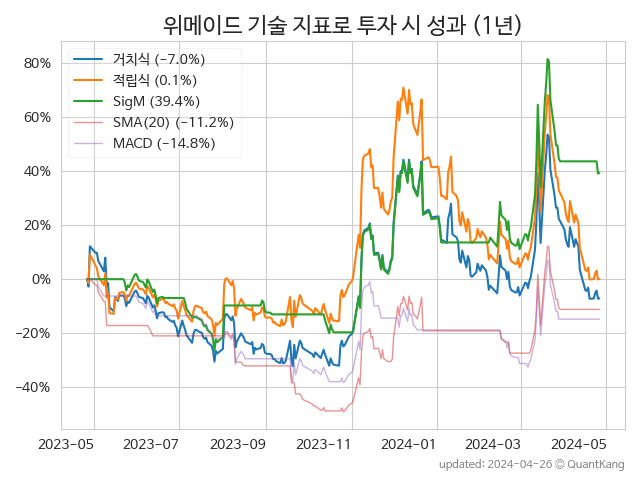 위메이드 기술 지표로 투자 시 성과 (1년)
거치식 (−7.0%)
적립식 (0.1%)
SigM (39.4%)
SMA(20) (−11.2%)
MACD (−14.8%)
80%
60%
40%
20%
0%
−20%
−40%
2023-05 2023-07 2023-09 2023-11 2024-01 2024-03 2024-05
updated: 2024-04-26 © QuantKang